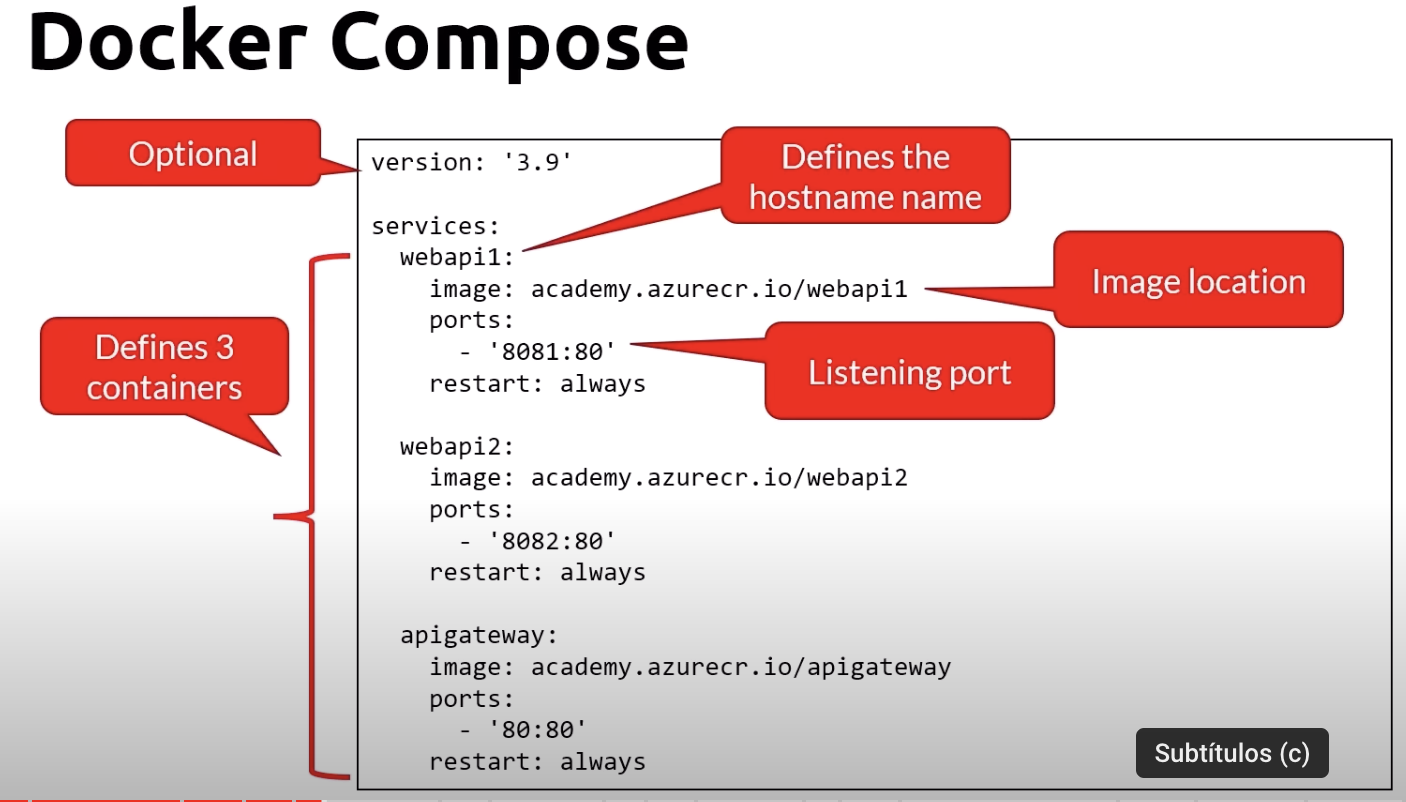 Docker Compose
Optional
version: '3.9'
Defines the
hostname name
services:
webapi1:
image: academy.azurecr.io/webapi1
Image location
ports:
- '8081:80'
Listening port
restart: always
Defines 3
containers
webapi2:
image: academy.azurecr.io/webapi2
ports:
- '8082:80'
restart: always
apigateway:
image: academy.azurecr.io/apigateway
ports:
- '80:80'
restart: always
Subtítulos (c)